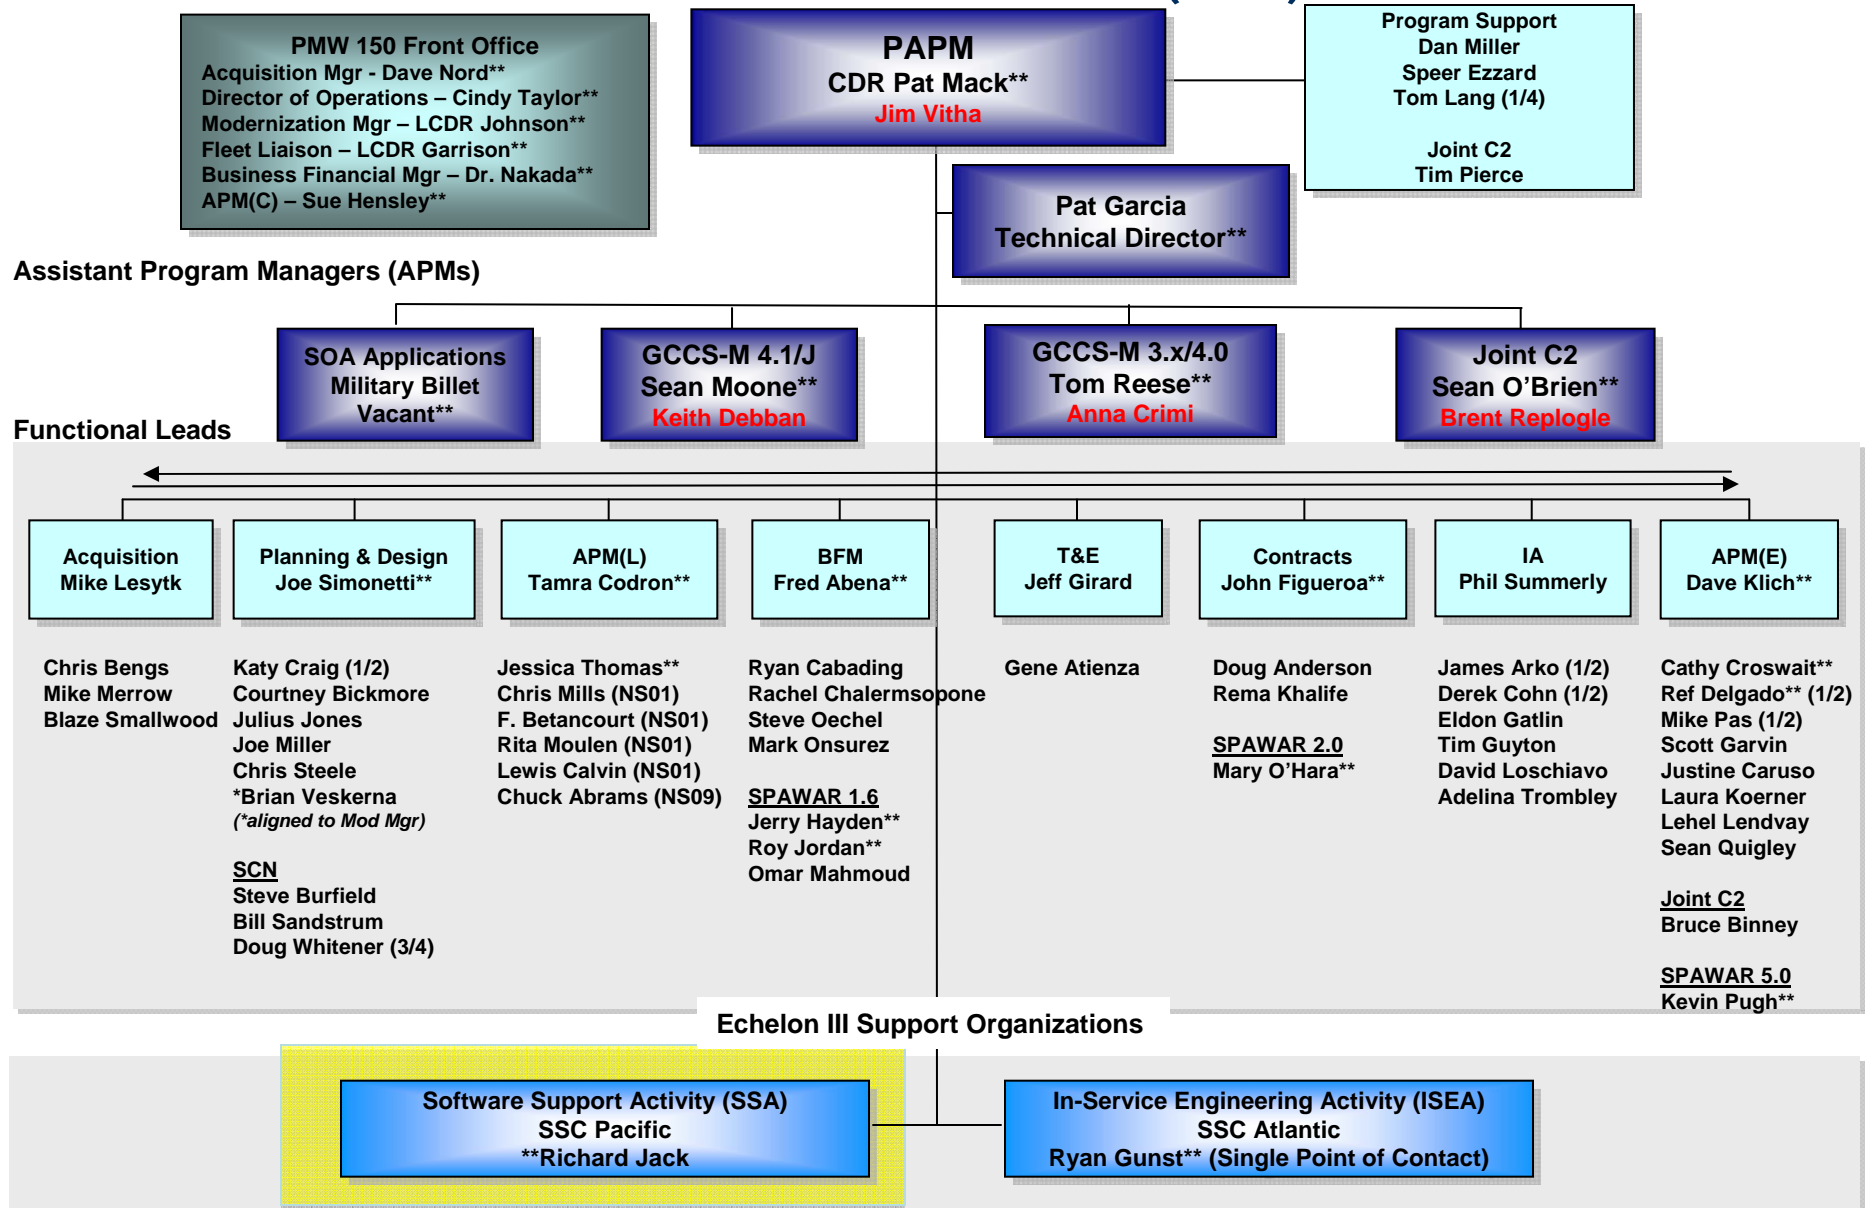 PMW 150 Front Office
Acquisition Mgr - Dave Nord**
Director of Operations – Cindy Taylor**
Modernization Mgr – LCDR Johnson**
Fleet Liaison – LCDR Garrison**
Business Financial Mgr – Dr. Nakada**
APM(C) – Sue Hensley**
PAPM
CDR Pat Mack**
Jim Vitha
Program Support
Dan Miller
Speer Ezzard
Tom Lang (1/4)
Joint C2
Tim Pierce
Pat Garcia
Technical Director**
Assistant Program Managers (APMs)
SOA Applications
Military Billet
Vacant**
GCCS-M 4.1/J
Sean Moone**
Keith Debban
GCCS-M 3.x/4.0
Tom Reese**
Anna Crimi
Joint C2
Sean O'Brien**
Brent Replogle
Functional Leads
Acquisition
Mike Lesytk
Planning & Design
Joe Simonetti**
APM(L)
Tamra Codron**
BFM
Fred Abena**
T&E
Jeff Girard
Contracts
John Figueroa**
IA
Phil Summerly
APM(E)
Dave Klich**
Chris Bengs
Mike Merrow
Blaze Smallwood
Katy Craig (1/2)
Courtney Bickmore
Julius Jones
Joe Miller
Chris Steele
*Brian Veskerna
(*aligned to Mod Mgr)
SCN
Steve Burfield
Bill Sandstrum
Doug Whitener (3/4)
Jessica Thomas**
Chris Mills (NS01)
F. Betancourt (NS01)
Rita Moulen (NS01)
Lewis Calvin (NS01)
Chuck Abrams (NS09)
Ryan Cabading
Rachel Chalermsopone
Steve Oechel
Mark Onsurez
SPAWAR 1.6
Jerry Hayden**
Roy Jordan**
Omar Mahmoud
Gene Atienza
Doug Anderson
Rema Khalife
SPAWAR 2.0
Mary O'Hara**
James Arko (1/2)
Derek Cohn (1/2)
Eldon Gatlin
Tim Guyton
David Loschiavo
Adelina Trombley
Cathy Croswait**
Ref Delgado** (1/2)
Mike Pas (1/2)
Scott Garvin
Justine Caruso
Laura Koerner
Lehel Lendvay
Sean Quigley
Joint C2
Bruce Binney
SPAWAR 5.0
Kevin Pugh**
Echelon III Support Organizations
Software Support Activity (SSA)
SSC Pacific
**Richard Jack
In-Service Engineering Activity (ISEA)
SSC Atlantic
Ryan Gunst** (Single Point of Contact)